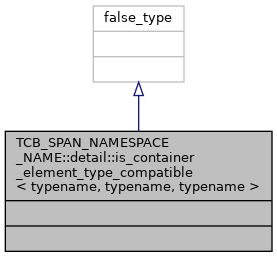 false_type
TCB_SPAN_NAMESPACE
_NAME::detail::is_container
_element_type_compatible
< typename, typename, typename >